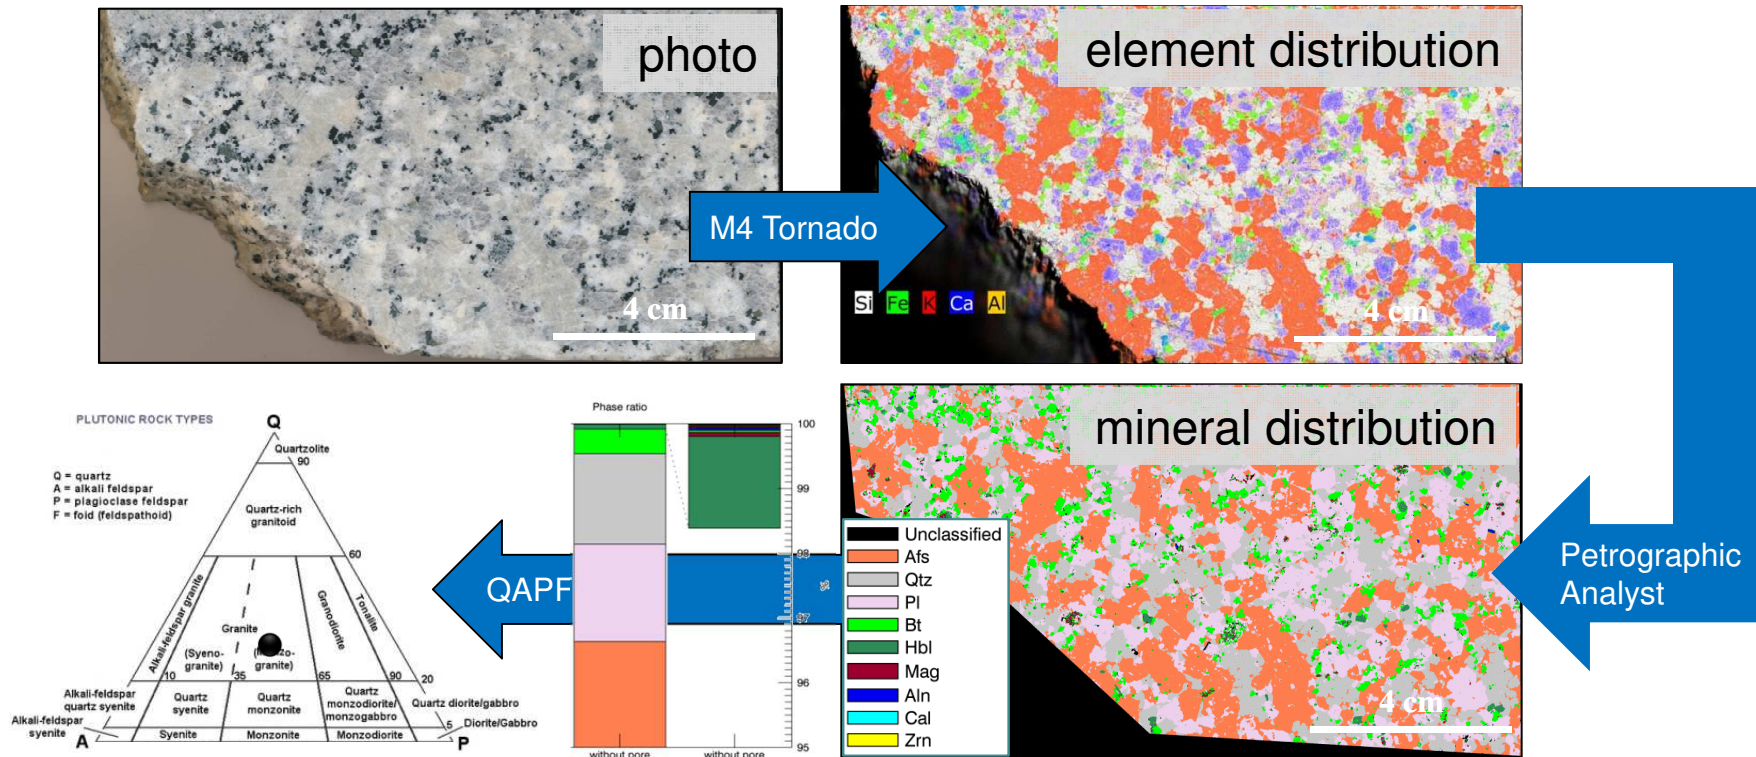 photo
4 cm
M4 Tornado
element distribution
Si Fe K Ca Al
4 cm
Petrographic
Analyst
mineral distribution
4 cm
Unclassified
Afs
Qtz
Pl
Bt
Hbl
Mag
Aln
Cal
Zrn
Phase ratio
100
99
98
97
96
95
%
without pore
without pore
QAPF
PLUTONIC ROCK TYPES
Q
Q = quartz
A = alkali feldspar
P = plagioclase feldspar
F = foid (feldspathoid)
Quartzolite
90
Quartz-rich
granitoid
60
Alkali-feldspar granite
Granite
(Syeno-
granite)
granite)
Granodiorite
Tonalite
10
35
65
90
20
Alkali-feldspar
quartz syenite
Quartz
syenite
Quartz
monzonite
Quartz
monzodiorite/
monzogabbro
Quartz diorite/gabbro
Alkali-feldspar
syenite
5
Diorite/Gabbro
A
Syenite
Monzonite
Monzodiorite
P